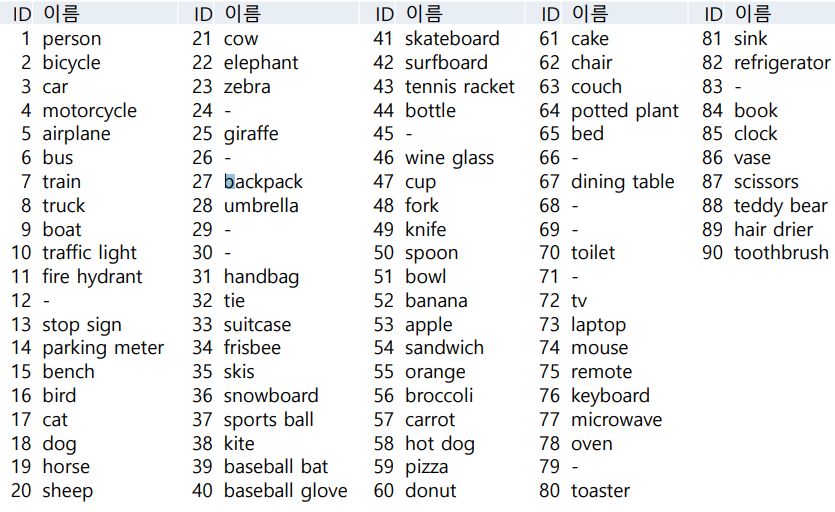 ID 이름 ID 이름 ID 이름 ID 이름 ID 이름
1 person 21 cow 41 skateboard 61 cake 81 sink
2 bicycle 22 elephant 42 surfboard 62 chair 82 refrigerator
3 car 23 zebra 43 tennis racket 63 couch 83 -
4 motorcycle 24 - 44 bottle 64 potted plant 84 book
5 airplane 25 giraffe 45 - 65 bed 85 clock
6 bus 26 - 46 wine glass 66 - 86 vase
7 train 27 backpack 47 cup 67 dining table 87 scissors
8 truck 28 umbrella 48 fork 68 - 88 teddy bear
9 boat 29 - 49 knife 69 - 89 hair drier
10 traffic light 30 - 50 spoon 70 toilet 90 toothbrush
11 fire hydrant 31 handbag 51 bowl 71 -
12 - 32 tie 52 banana 72 tv
13 stop sign 33 suitcase 53 apple 73 laptop
14 parking meter 34 frisbee 54 sandwich 74 mouse
15 bench 35 skis 55 orange 75 remote
16 bird 36 snowboard 56 broccoli 76 keyboard
17 cat 37 sports ball 57 carrot 77 microwave
18 dog 38 kite 58 hot dog 78 oven
19 horse 39 baseball bat 59 pizza 79 -
20 sheep 40 baseball glove 60 donut 80 toaster